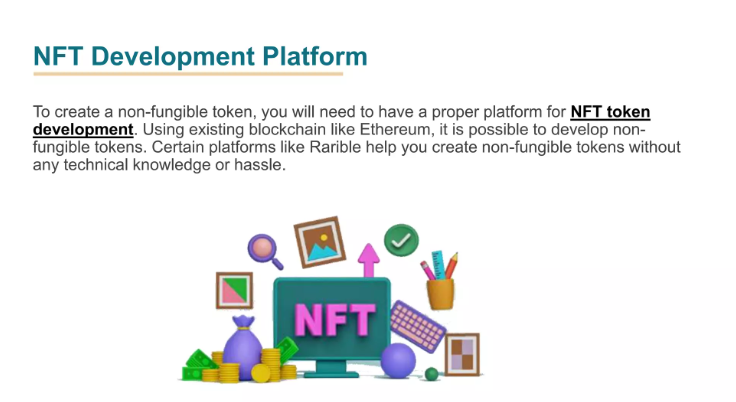 NFT Development Platform
To create a non-fungible token, you will need to have a proper platform for NFT token
development. Using existing blockchain like Ethereum, it is possible to develop non-
fungible tokens. Certain platforms like Rarible help you create non-fungible tokens without
any technical knowledge or hassle.
NFT